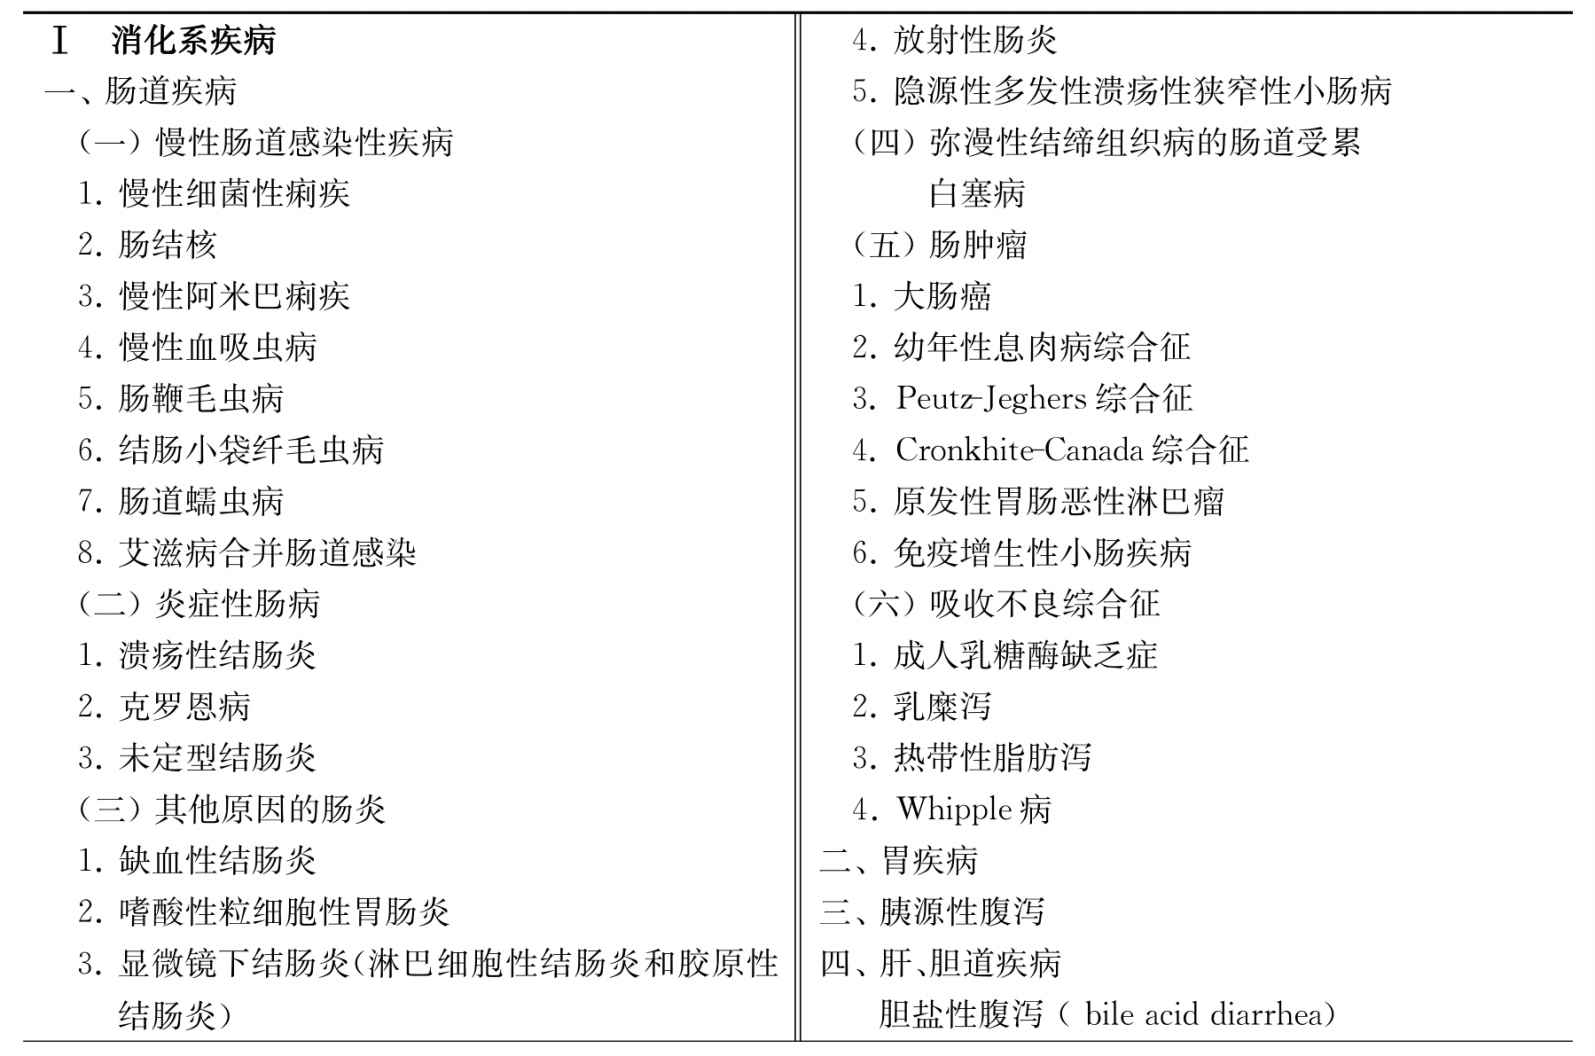 Ⅰ 消化系疾病
一、肠道疾病
（一）慢性肠道感染性疾病
1. 慢性细菌性痢疾
2. 肠结核
3. 慢性阿米巴痢疾
4. 慢性血吸虫病
5. 肠鞭毛虫病
6. 结肠小袋纤毛虫病
7. 肠道蠕虫病
8. 艾滋病合并肠道感染
（二）炎症性肠病
1. 溃疡性结肠炎
2. 克罗恩病
3. 未定型结肠炎
（三）其他原因的肠炎
1. 缺血性结肠炎
2. 嗜酸性粒细胞性胃肠炎
3. 显微镜下结肠炎（淋巴细胞性结肠炎和胶原性
结肠炎）
4. 放射性肠炎
5. 隐源性多发性溃疡性狭窄性小肠病
（四）弥漫性结缔组织病的肠道受累
白塞病
（五）肠肿瘤
1. 大肠癌
2. 幼年性息肉病综合征
3. Peutz-Jeghers 综合征
4. Cronkhite-Canada 综合征
5. 原发性胃肠恶性淋巴瘤
6. 免疫增生性小肠疾病
（六）吸收不良综合征
1. 成人乳糖酶缺乏症
2. 乳糜泻
3. 热带性脂肪泻
4. Whipple 病
二、胃疾病
三、胰源性腹泻
四、肝、胆道疾病
胆盐性腹泻（ bile acid diarrhea）